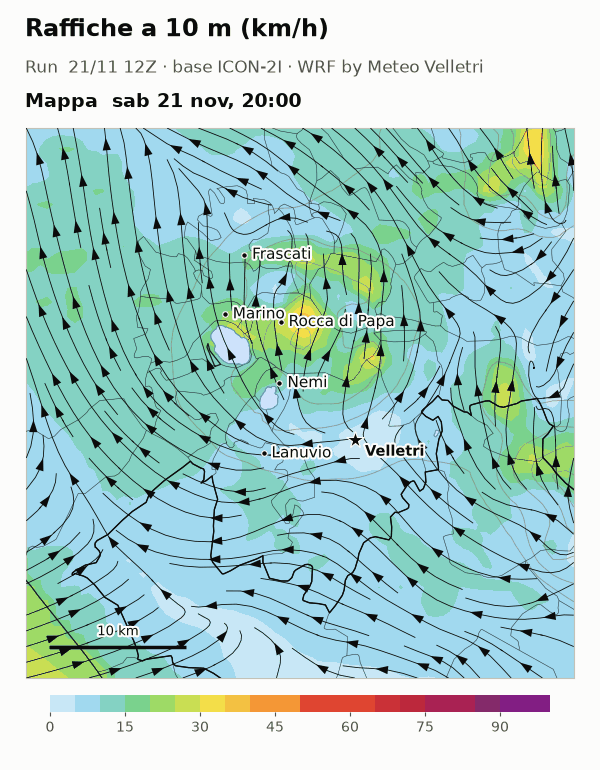 Raffiche a 10 m (km/h)
Run 21/11 12Z · base ICON-2I · WRF by Meteo Velletri
Mappa sab 21 nov, 20:00
Frascati
Marino
Rocca di Papa
Nemi
Velletri
Lanuvio
10 km
0 15 30 45 60 75 90